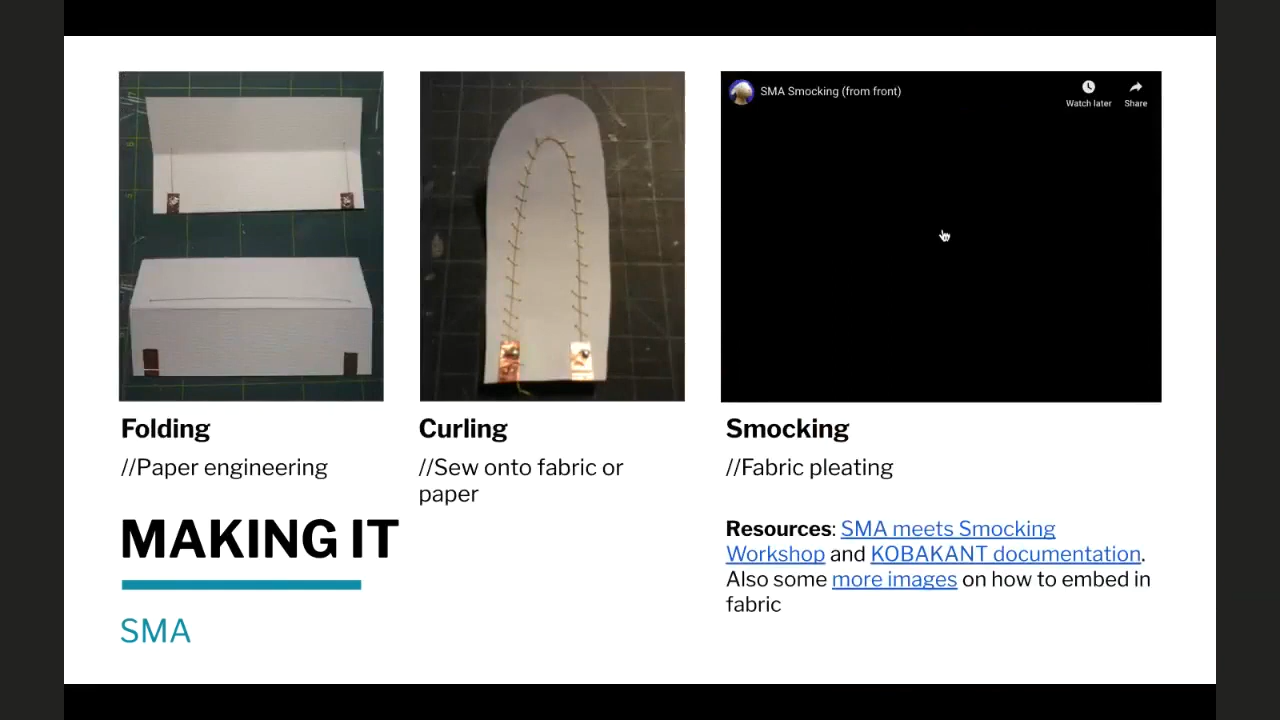 SMA Smocking (from front)
Watch later
Share
Folding
//Paper engineering
Curling
//Sew onto fabric or
paper
Smocking
//Fabric pleating
MAKING IT
SMA
Resources: SMA meets Smocking
Workshop and KOBAKANT documentation.
Also some more images on how to embed in
fabric